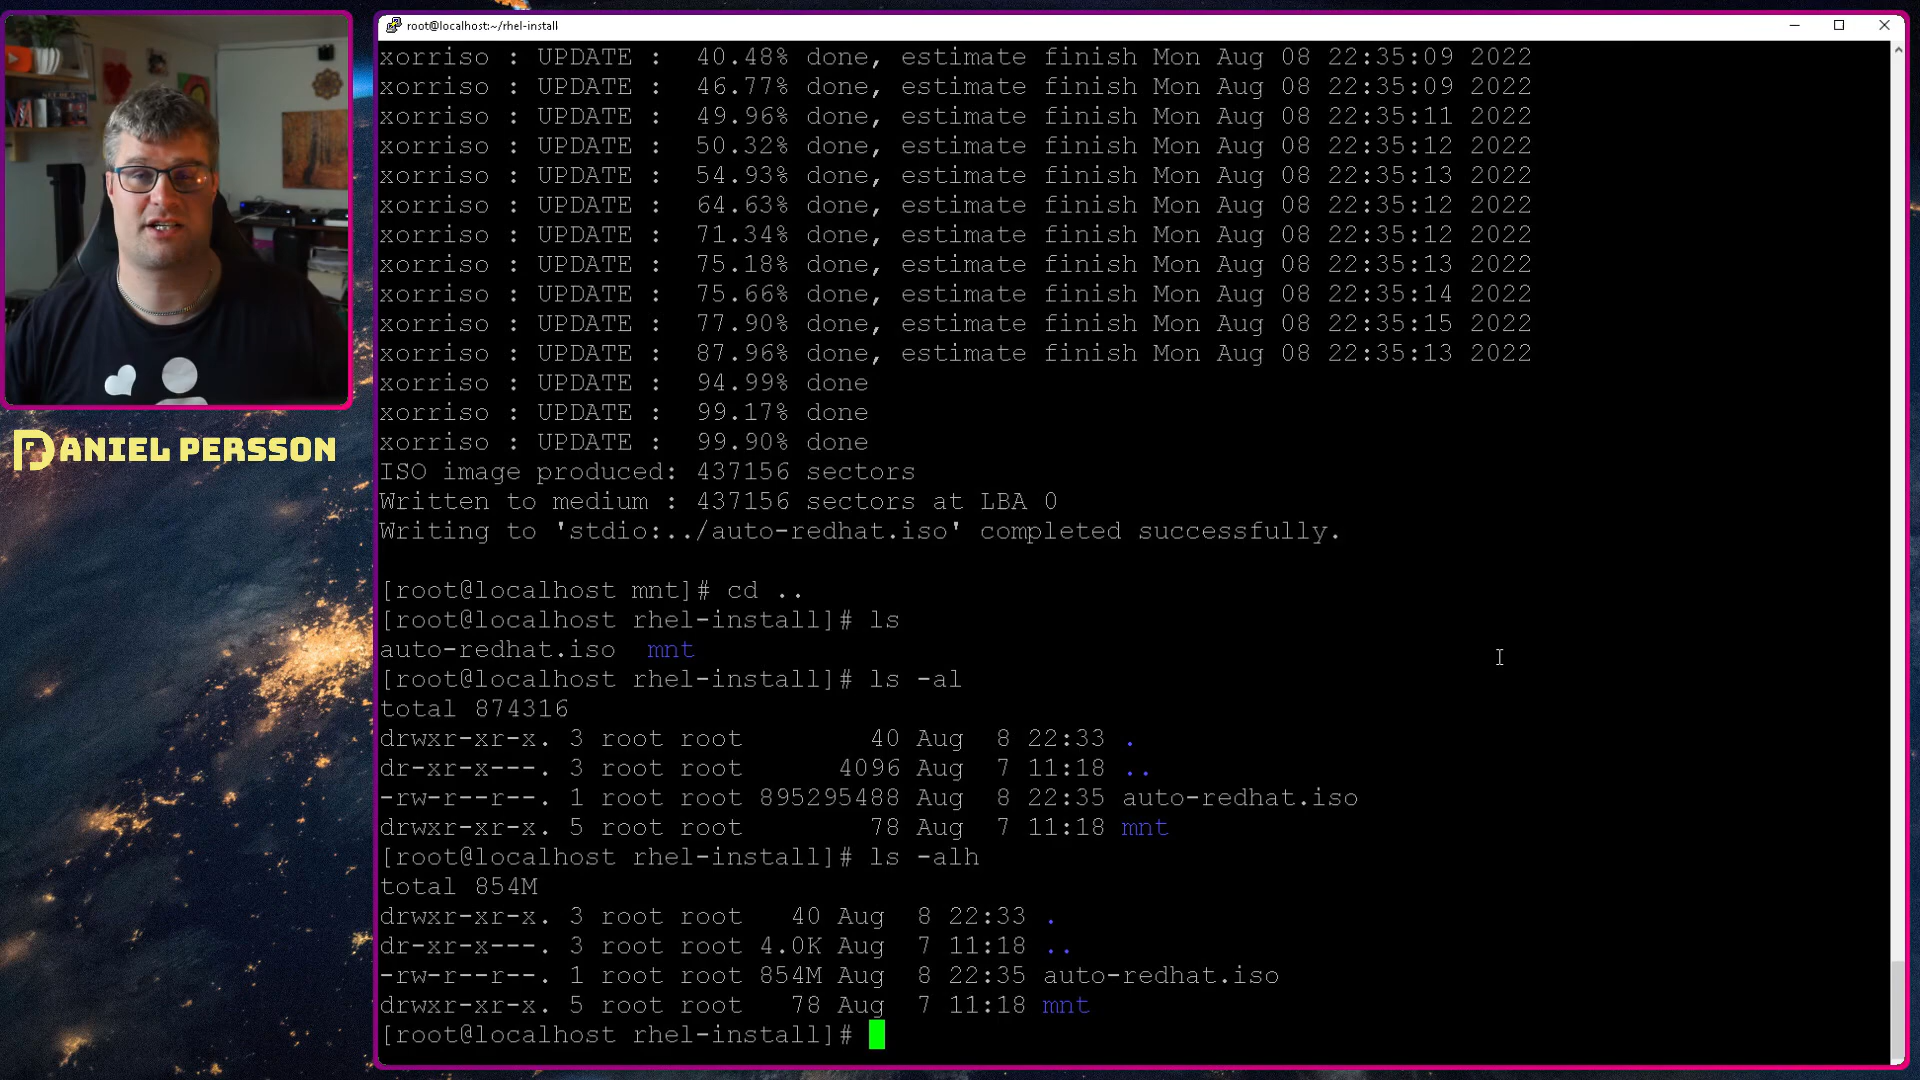 root@localhost:~/rhel-install
xorriso : UPDATE :  40.48% done, estimate finish Mon Aug 08 22:35:09 2022
xorriso : UPDATE :  46.77% done, estimate finish Mon Aug 08 22:35:09 2022
xorriso : UPDATE :  49.96% done, estimate finish Mon Aug 08 22:35:11 2022
xorriso : UPDATE :  50.32% done, estimate finish Mon Aug 08 22:35:12 2022
xorriso : UPDATE :  54.93% done, estimate finish Mon Aug 08 22:35:13 2022
xorriso : UPDATE :  64.63% done, estimate finish Mon Aug 08 22:35:12 2022
xorriso : UPDATE :  71.34% done, estimate finish Mon Aug 08 22:35:12 2022
xorriso : UPDATE :  75.18% done, estimate finish Mon Aug 08 22:35:13 2022
xorriso : UPDATE :  75.66% done, estimate finish Mon Aug 08 22:35:14 2022
xorriso : UPDATE :  77.90% done, estimate finish Mon Aug 08 22:35:15 2022
xorriso : UPDATE :  87.96% done, estimate finish Mon Aug 08 22:35:13 2022
xorriso : UPDATE :  94.99% done
xorriso : UPDATE :  99.17% done
xorriso : UPDATE :  99.90% done
ISO image produced: 437156 sectors
Written to medium : 437156 sectors at LBA 0
Writing to 'stdio:../auto-redhat.iso' completed successfully.
[root@localhost mnt]# cd ..
[root@localhost rhel-install]# ls
auto-redhat.iso  mnt
[root@localhost rhel-install]# ls -al
total 874316
drwxr-xr-x. 3 root root        40 Aug  8 22:33 .
dr-xr-x---. 3 root root      4096 Aug  7 11:18 ..
-rw-r--r--. 1 root root 895295488 Aug  8 22:35 auto-redhat.iso
drwxr-xr-x. 5 root root        78 Aug  7 11:18 mnt
[root@localhost rhel-install]# ls -alh
total 854M
drwxr-xr-x. 3 root root   40 Aug  8 22:33 .
dr-xr-x---. 3 root root 4.0K Aug  7 11:18 ..
-rw-r--r--. 1 root root 854M Aug  8 22:35 auto-redhat.iso
drwxr-xr-x. 5 root root   78 Aug  7 11:18 mnt
[root@localhost rhel-install]#
DANIEL PERSSON